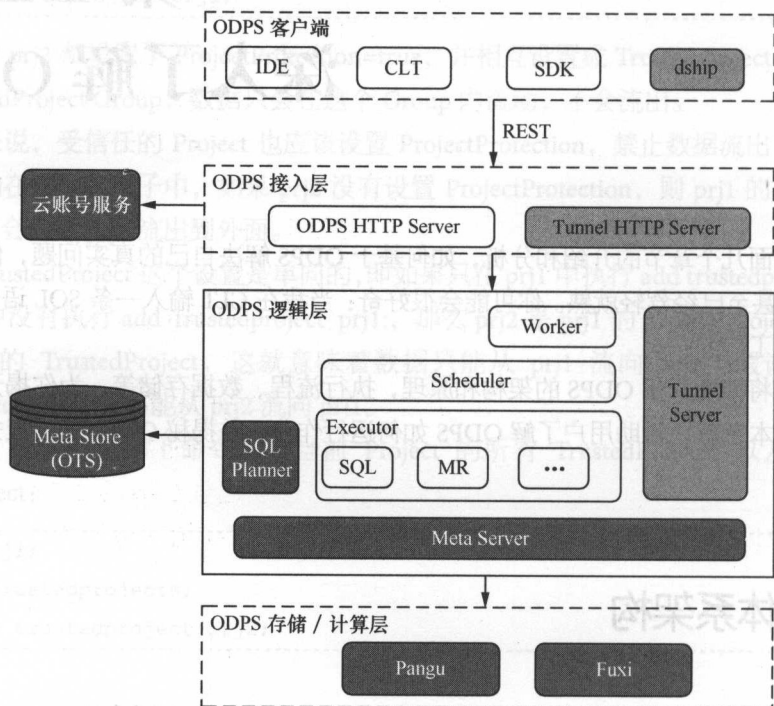 ODPS 客户端
IDE
CLT
SDK
dship
REST
ODPS 接入层
云账号服务
ODPS HTTP Server
Tunnel HTTP Server
ODPS 逻辑层
Worker
Scheduler
Tunnel
Server
Meta Store
(OTS)
SQL
Planner
Executor
SQL
MR
...
Meta Server
ODPS 存储 / 计算层
Pangu
Fuxi